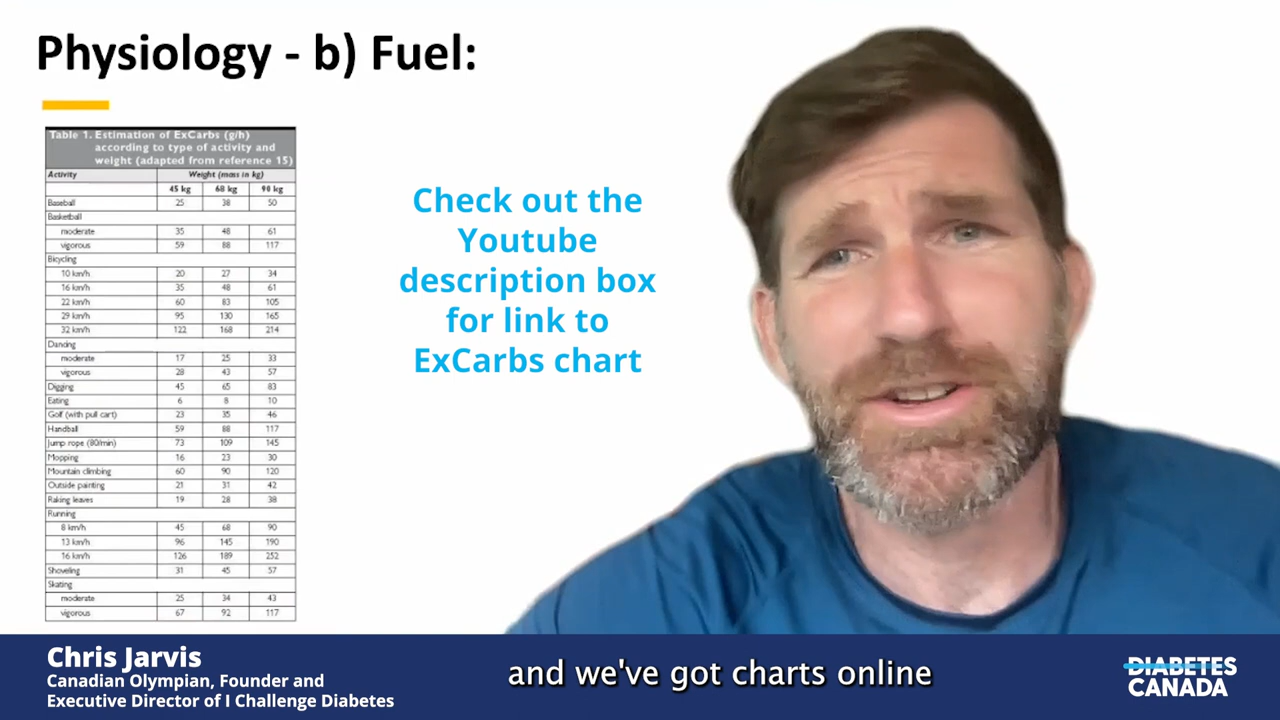 Physiology - b) Fuel:
Table 1. Estimation of ExCarbs (g/h)
according to type of activity and
weight (adapted from reference 15)
Activity Weight (mass in kg)
45 kg 68 kg 90 kg
Baseball 25 38 50
Basketball
moderate 35 48 61
vigorous 59 88 117
Bicycling
10 km/h 20 27 34
16 km/h 35 48 61
22 km/h 60 83 105
29 km/h 95 130 165
32 km/h 122 168 214
Dancing
moderate 17 25 33
vigorous 28 43 57
Digging 45 65 83
Eating 6 8 10
Golf (with pull cart) 23 35 46
Handball 59 88 117
Jump rope (80/min) 73 109 145
Mopping 16 23 30
Mountain climbing 60 90 120
Outside painting 21 31 42
Raking leaves 19 28 38
Running
8 km/h 45 68 90
13 km/h 96 145 190
16 km/h 126 189 252
Shoveling 31 45 57
Skating
moderate 25 34 43
vigorous 67 92 117
Check out the
Youtube
description box
for link to
ExCarbs chart
Chris Jarvis
Canadian Olympian, Founder and
Executive Director of I Challenge Diabetes
and we've got charts online
DIABETES
CANADA